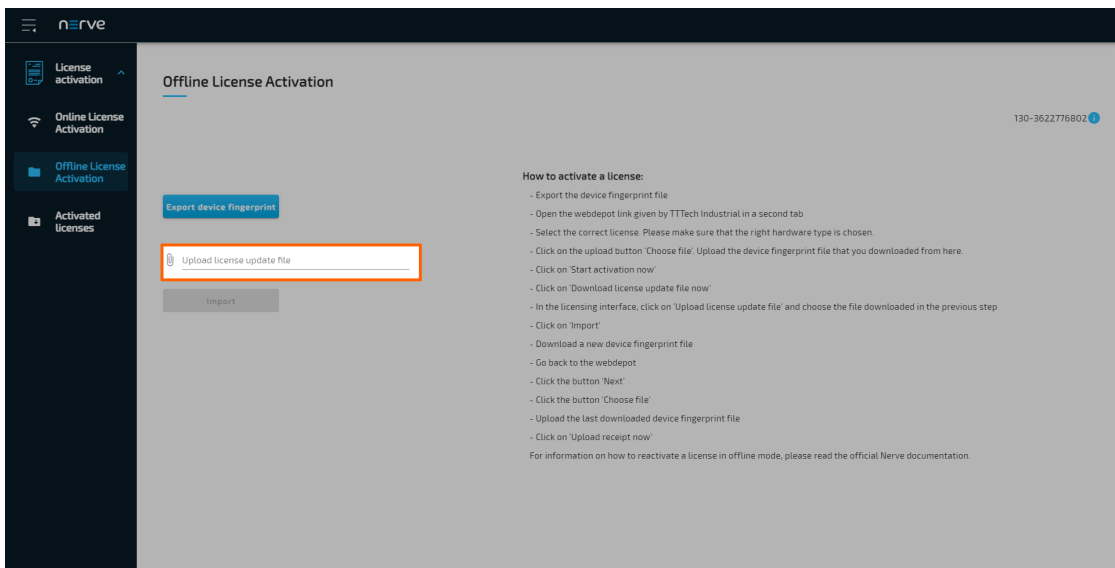 nerve
License
activation
Online License
Activation
Offline License
Activation
Activated
licenses
Offline License Activation
130-3622776802
Export device fingerprint
Upload license update file
Import
How to activate a license:
- Export the device fingerprint file
- Open the webdepot link given by TTTech Industrial in a second tab
- Select the correct license. Please make sure that the right hardware type is chosen.
- Click on the upload button 'Choose file'. Upload the device fingerprint file that you downloaded from here.
- Click on 'Start activation now'
- Click on 'Download license update file now'
- In the licensing interface, click on 'Upload license update file' and choose the file downloaded in the previous step
- Click on 'Import'
- Download a new device fingerprint file
- Go back to the webdepot
- Click the button 'Next'
- Click the button 'Choose file'
- Upload the last downloaded device fingerprint file
- Click on 'Upload receipt now'
For information on how to reactivate a license in offline mode, please read the official Nerve documentation.